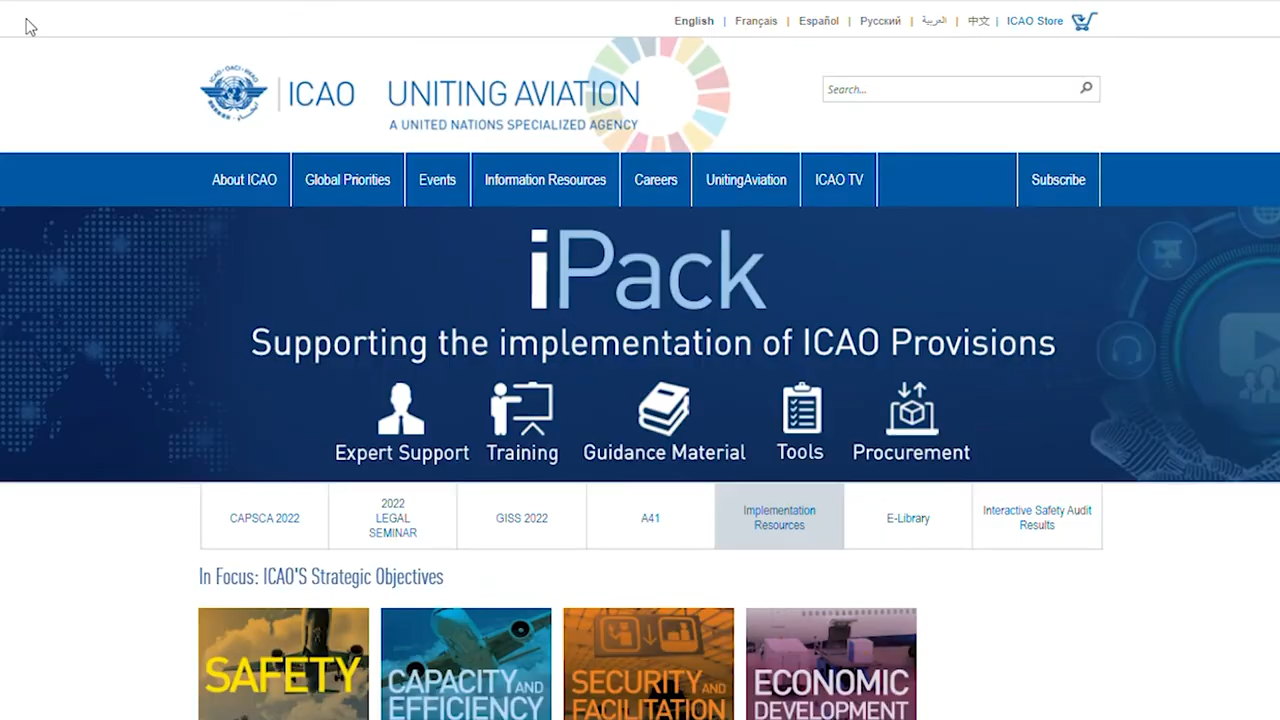 English | Français | Español | Русский | العربية | 中文 | ICAO Store
ICAO
UNITING AVIATION
A UNITED NATIONS SPECIALIZED AGENCY
Search...
About ICAO
Global Priorities
Events
Information Resources
Careers
UnitingAviation
ICAO TV
Subscribe
iPack
Supporting the implementation of ICAO Provisions
Expert Support
Training
Guidance Material
Tools
Procurement
CAPSCA 2022
2022
LEGAL
SEMINAR
GISS 2022
A41
Implementation
Resources
E-Library
Interactive Safety Audit
Results
In Focus: ICAO'S Strategic Objectives
SAFETY
CAPACITY AND
EFFICIENCY
SECURITY AND
FACILITATION
ECONOMIC
DEVELOPMENT